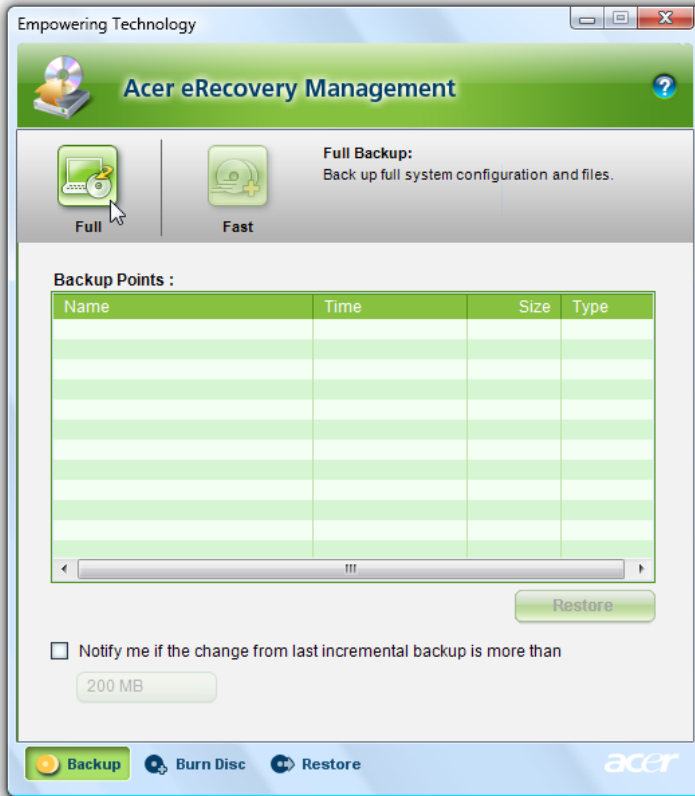 Empowering Technology
Acer eRecovery Management
Full
Fast
Full Backup:
Back up full system configuration and files.
Backup Points :
Name Time Size Type
Restore
Notify me if the change from last incremental backup is more than
200 MB
Backup Burn Disc Restore
acer